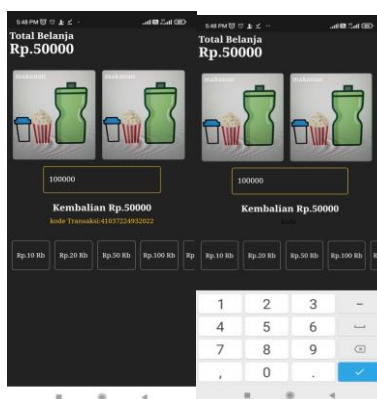 5:48 PM
Total Belanja
Rp.50000
makanan
makanan
100000
Kembalian Rp.50000
kode Transaksi:41037224932022
Rp.10 Rb
Rp.20 Rb
Rp.50 Rb
Rp.100 Rb
Rp
5:48 PM
Total Belanja
Rp.50000
makanan
makanan
100000
Kembalian Rp.50000
kode
Rp.10 Rb
Rp.20 Rb
Rp.50 Rb
Rp.100 Rb
1 2 3 -
4 5 6
7 8 9
, 0 .